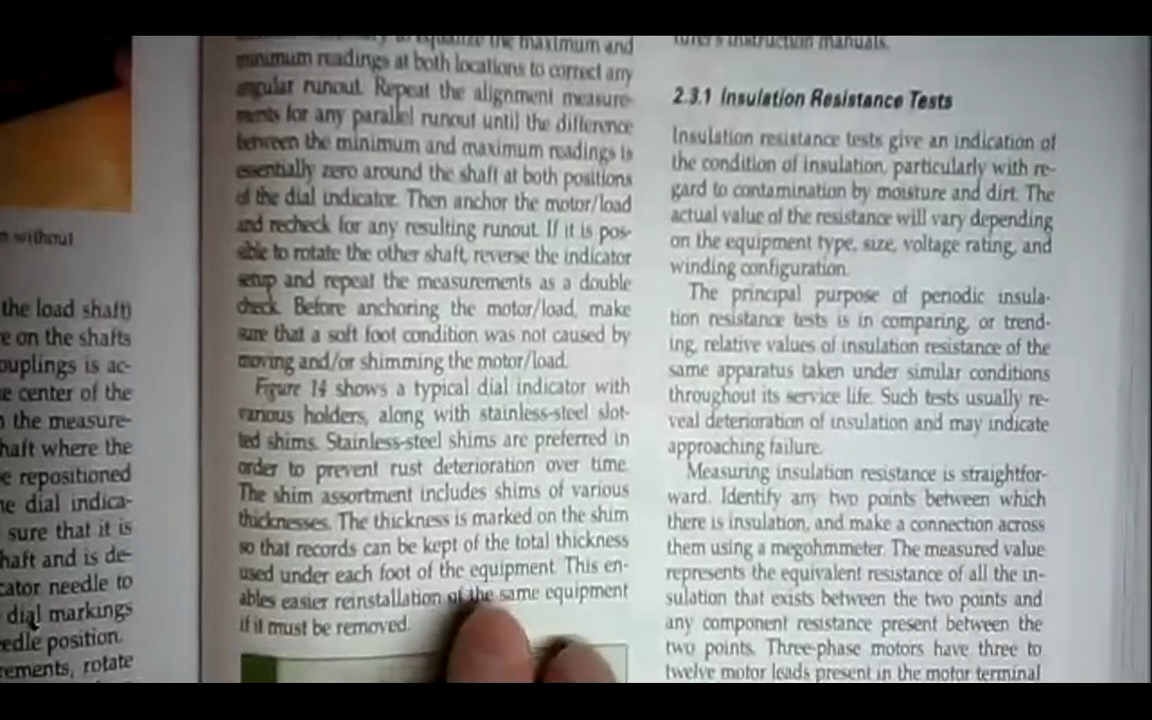 n without
the load shaft)
e on the shafts
ouplings is ac-
e center of the
the measure-
haft where the
e repositioned
he dial indica-
sure that it is
haft and is de-
cator needle to
dial markings
edle position.
rements, rotate
to equalize the maximum and
minimum readings at both locations to correct any
angular runout. Repeat the alignment measure-
ments for any parallel runout until the difference
between the minimum and maximum readings is
essentially zero around the shaft at both positions
of the dial indicator. Then anchor the motor/load
and recheck for any resulting runout. If it is pos-
sible to rotate the other shaft, reverse the indicator
setup and repeat the measurements as a double
check. Before anchoring the motor/load, make
sure that a soft foot condition was not caused by
moving and/or shimming the motor/load.
Figure 14 shows a typical dial indicator with
various holders, along with stainless-steel slot-
ted shims. Stainless-steel shims are preferred in
order to prevent rust deterioration over time.
The shim assortment includes shims of various
thicknesses. The thickness is marked on the shim
so that records can be kept of the total thickness
used under each foot of the equipment. This en-
ables easier reinstallation of the same equipment
if it must be removed.
turer's instruction manuals.
2.3.1 Insulation Resistance Tests
Insulation resistance tests give an indication of
the condition of insulation, particularly with re-
gard to contamination by moisture and dirt. The
actual value of the resistance will vary depending
on the equipment type, size, voltage rating, and
winding configuration.
The principal purpose of periodic insula-
tion resistance tests is in comparing, or trend-
ing, relative values of insulation resistance of the
same apparatus taken under similar conditions
throughout its service life. Such tests usually re-
veal deterioration of insulation and may indicate
approaching failure.
Measuring insulation resistance is straightfor-
ward. Identify any two points between which
there is insulation, and make a connection across
them using a megohmmeter. The measured value
represents the equivalent resistance of all the in-
sulation that exists between the two points and
any component resistance present between the
two points. Three-phase motors have three to
twelve motor leads present in the motor terminal